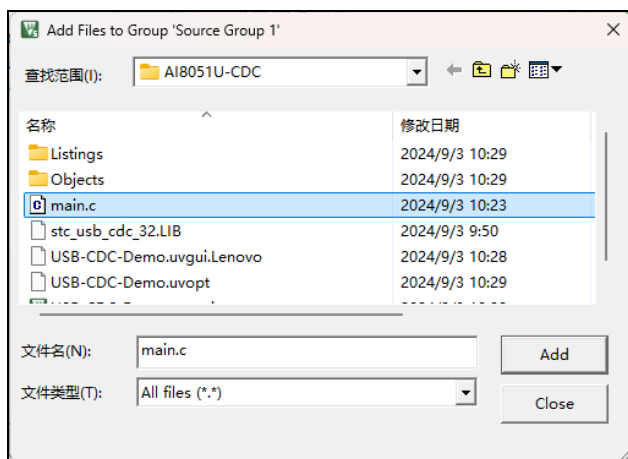 Add Files to Group 'Source Group 1'
查找范围(I): AI8051U-CDC
名称 修改日期
Listings 2024/9/3 10:29
Objects 2024/9/3 10:29
main.c 2024/9/3 10:23
stc_usb_cdc_32.LIB 2024/9/3 9:50
USB-CDC-Demo.uvgui.Lenovo 2024/9/3 10:28
USB-CDC-Demo.uvopt 2024/9/3 10:29
文件名(N): main.c Add
文件类型(T): All files (*.*) Close